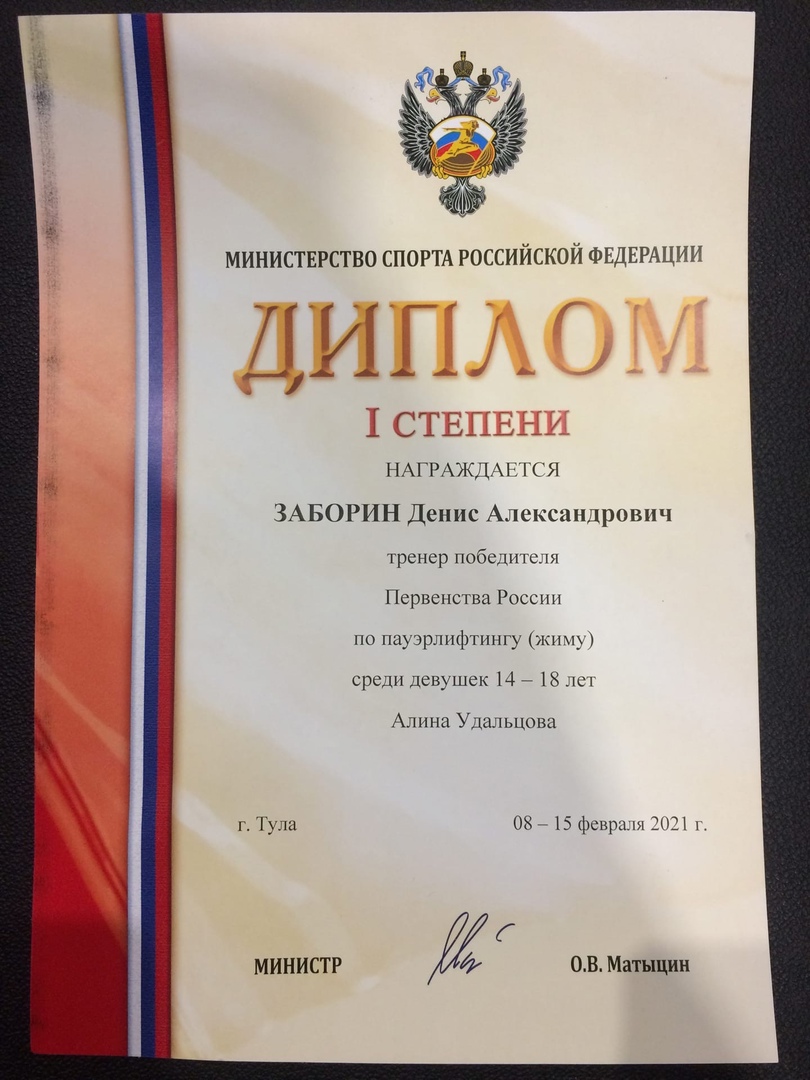 МИНИСТЕРСТВО СПОРТА РОССИЙСКОЙ ФЕДЕРАЦИИ
ДИПЛОМ
I СТЕПЕНИ
НАГРАЖДАЕТСЯ
ЗАБОРИН Денис Александрович
тренер победителя
Первенства России
по пауэрлифтингу (жиму)
среди девушек 14 – 18 лет
Алина Удальцова
г. Тула 08 – 15 февраля 2021 г.
МИНИСТР О.В. Матыцин